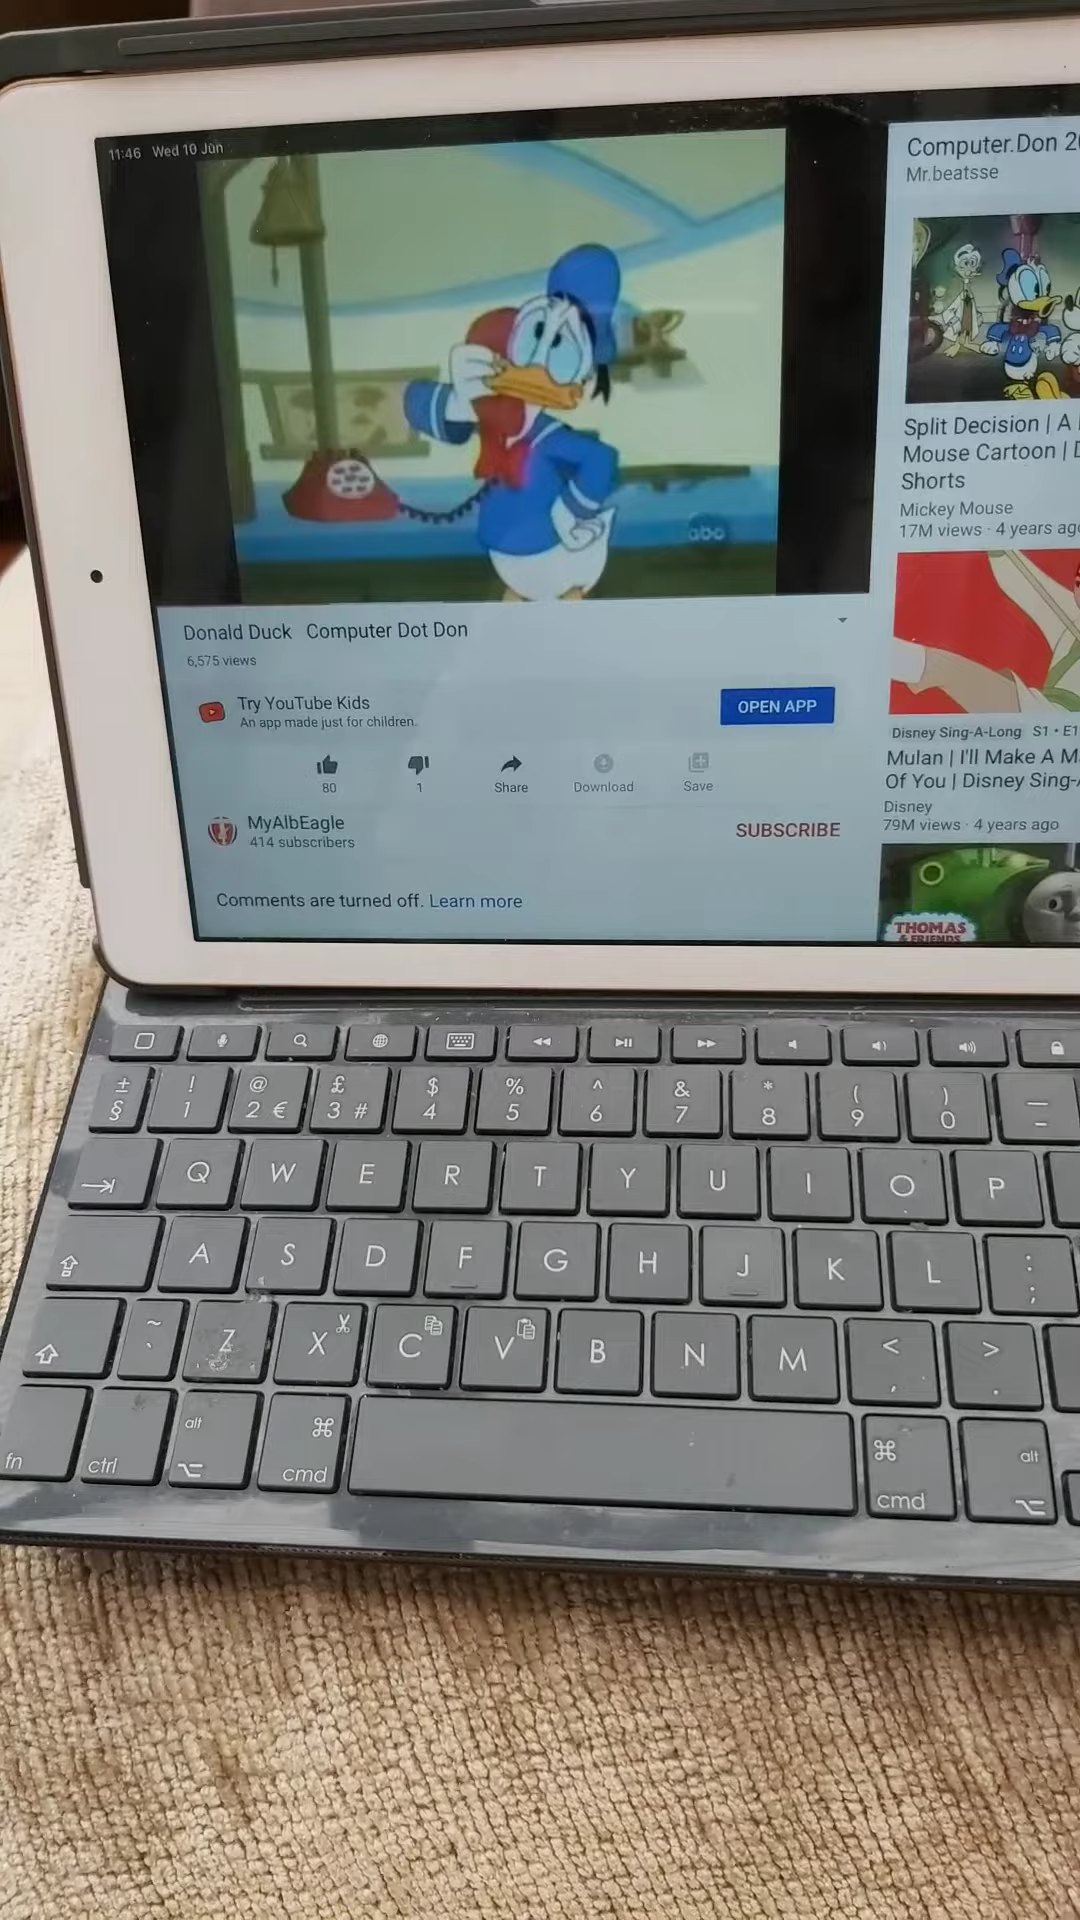 11:46 Wed 10 Jun
abc
Donald Duck Computer Dot Don
6,575 views
Try YouTube Kids
An app made just for children.
OPEN APP
80
1
Share
Download
Save
MyAlbEagle
414 subscribers
SUBSCRIBE
Comments are turned off. Learn more
Computer.Don 20
Mr.beatsse
Split Decision | A
Mouse Cartoon |
Shorts
Mickey Mouse
17M views · 4 years ago
Disney Sing-A-Long S1 • E1
Mulan | I'll Make A M
Of You | Disney Sing-
Disney
79M views · 4 years ago
THOMAS
& FRIENDS
± ! @ £ $ % ^ & * ( ) —
§ 1 2 € 3 # 4 5 6 7 8 9 0 -
Q W E R T Y U I O P
A S D F G H J K L : ;
~ ` Z X C V B N M < , > .
fn ctrl alt ⌥ ⌘ cmd ⌘ cmd alt ⌥